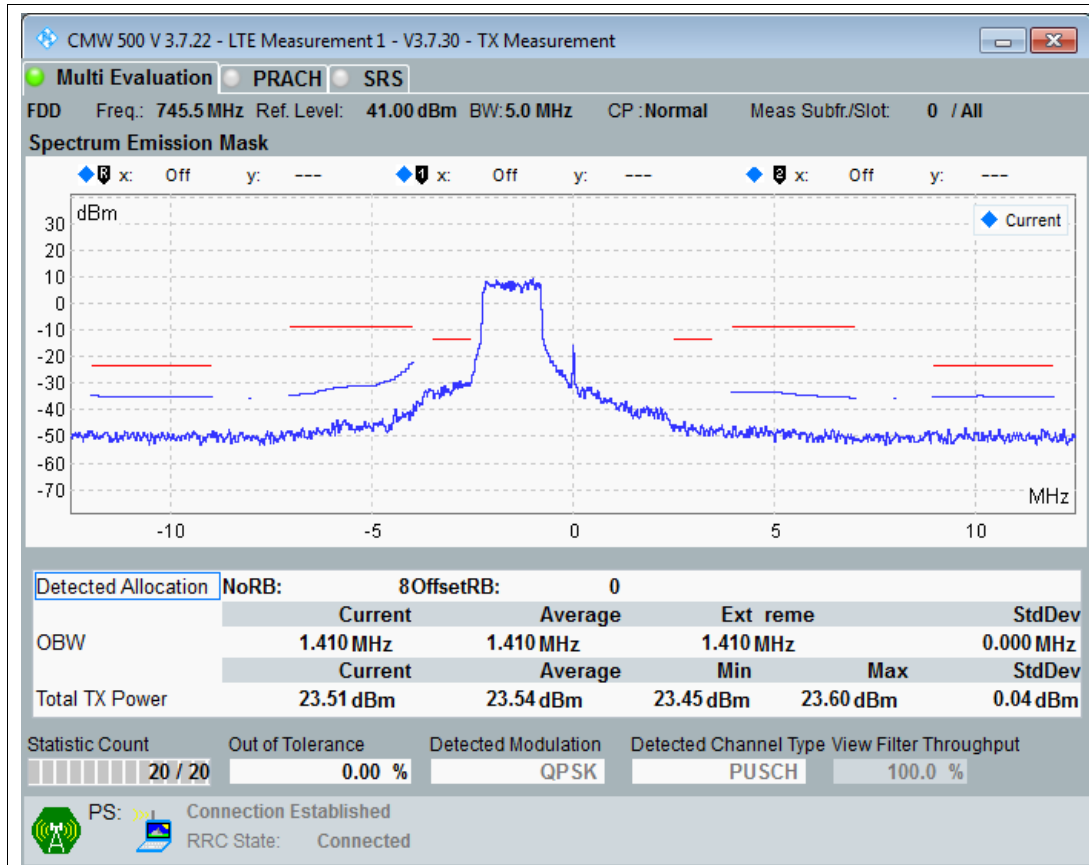 CMW 500 V 3.7.22 - LTE Measurement 1 - V3.7.30 - TX Measurement
Multi Evaluation PRACH SRS
FDD Freq.: 745.5 MHz Ref. Level: 41.00 dBm BW: 5.0 MHz CP : Normal Meas Subfr./Slot: 0 / All
Spectrum Emission Mask
R x: Off y: --- 1 x: Off y: --- 2 x: Off y: ---
dBm
Current
30
20
10
0
-10
-20
-30
-40
-50
-60
-70
MHz
-10 -5 0 5 10
Detected Allocation NoRB: 8 OffsetRB: 0
Current Average Ext reme StdDev
OBW 1.410 MHz 1.410 MHz 1.410 MHz 0.000 MHz
Current Average Min Max StdDev
Total TX Power 23.51 dBm 23.54 dBm 23.45 dBm 23.60 dBm 0.04 dBm
Statistic Count Out of Tolerance Detected Modulation Detected Channel Type View Filter Throughput
20 / 20 0.00 % QPSK PUSCH 100.0 %
PS: Connection Established
RRC State: Connected